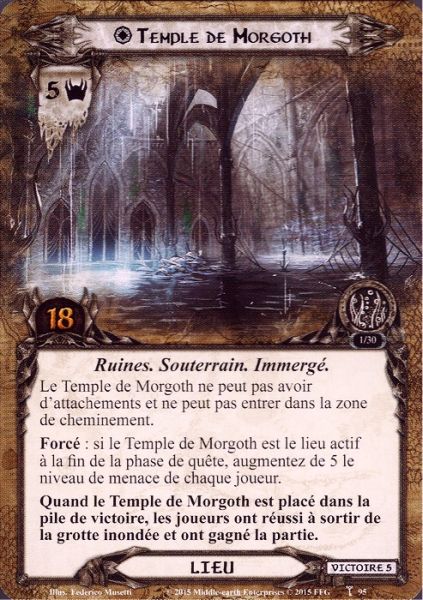 TEMPLE DE MORGOTH
5
18
1/30
Ruines. Souterrain. Immergé.
Le Temple de Morgoth ne peut pas avoir
d'attachements et ne peut pas entrer dans la zone
de cheminement.
Forcé : si le Temple de Morgoth est le lieu actif
à la fin de la phase de quête, augmentez de 5 le
niveau de menace de chaque joueur.
Quand le Temple de Morgoth est placé dans la
pile de victoire, les joueurs ont réussi à sortir de
la grotte inondée et ont gagné la partie.
LIEU
VICTOIRE 5
Illus. Federico Musetti
© 2015 Middle-earth Enterprises © 2015 FFG
95